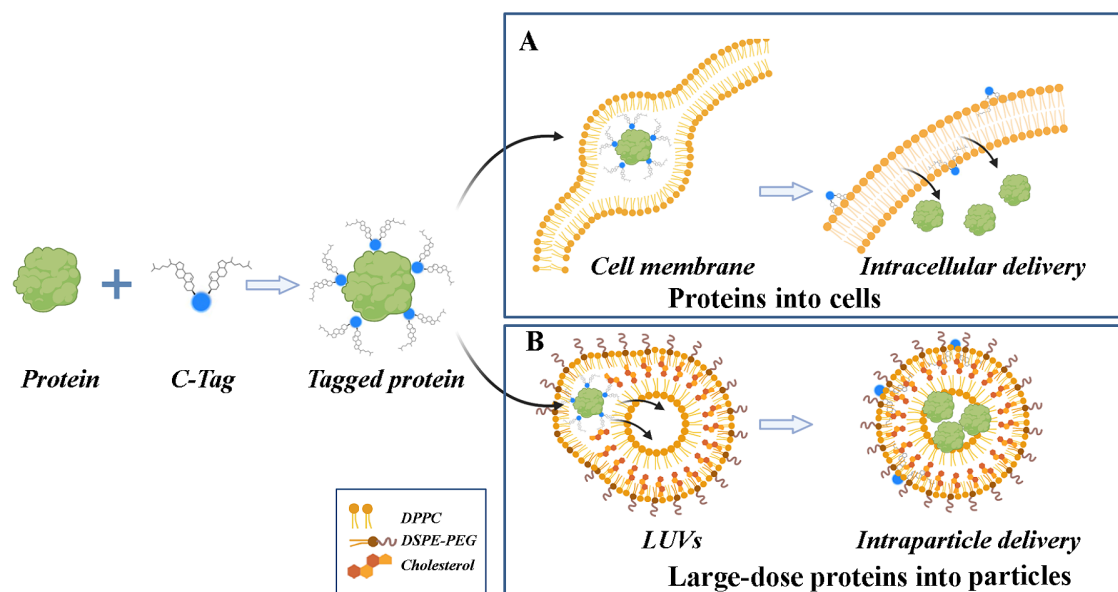 A
Cell membrane
Intracellular delivery
Proteins into cells
Protein
C-Tag
Tagged protein
B
LUVs
Intraparticle delivery
Large-dose proteins into particles
DPPC
DSPE-PEG
Cholesterol